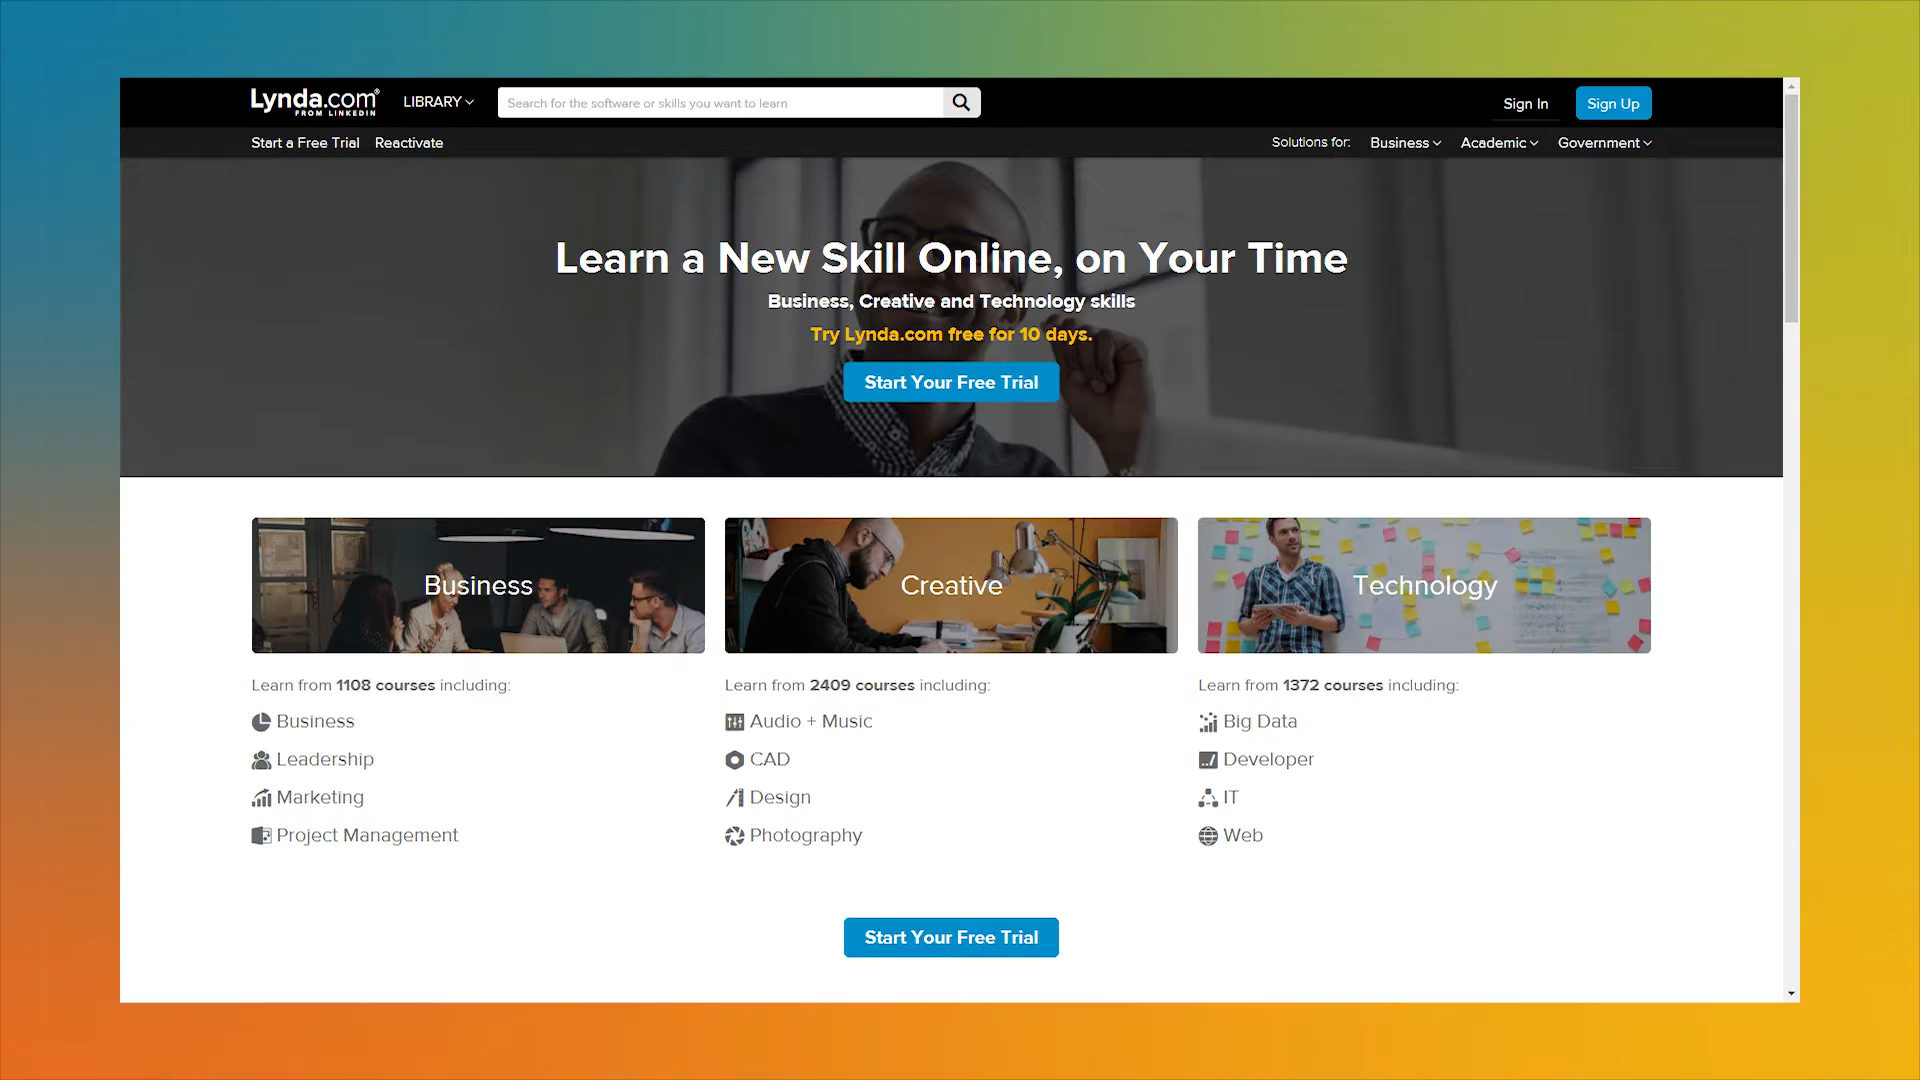 Lynda.com®
FROM LINKEDIN
LIBRARY
Search for the software or skills you want to learn
Sign In
Sign Up
Start a Free Trial
Reactivate
Solutions for:
Business
Academic
Government
Learn a New Skill Online, on Your Time
Business, Creative and Technology skills
Try Lynda.com free for 10 days.
Start Your Free Trial
Business
Learn from 1108 courses including:
Business
Leadership
Marketing
Project Management
Creative
Learn from 2409 courses including:
Audio + Music
CAD
Design
Photography
Technology
Learn from 1372 courses including:
Big Data
Developer
IT
Web
Start Your Free Trial